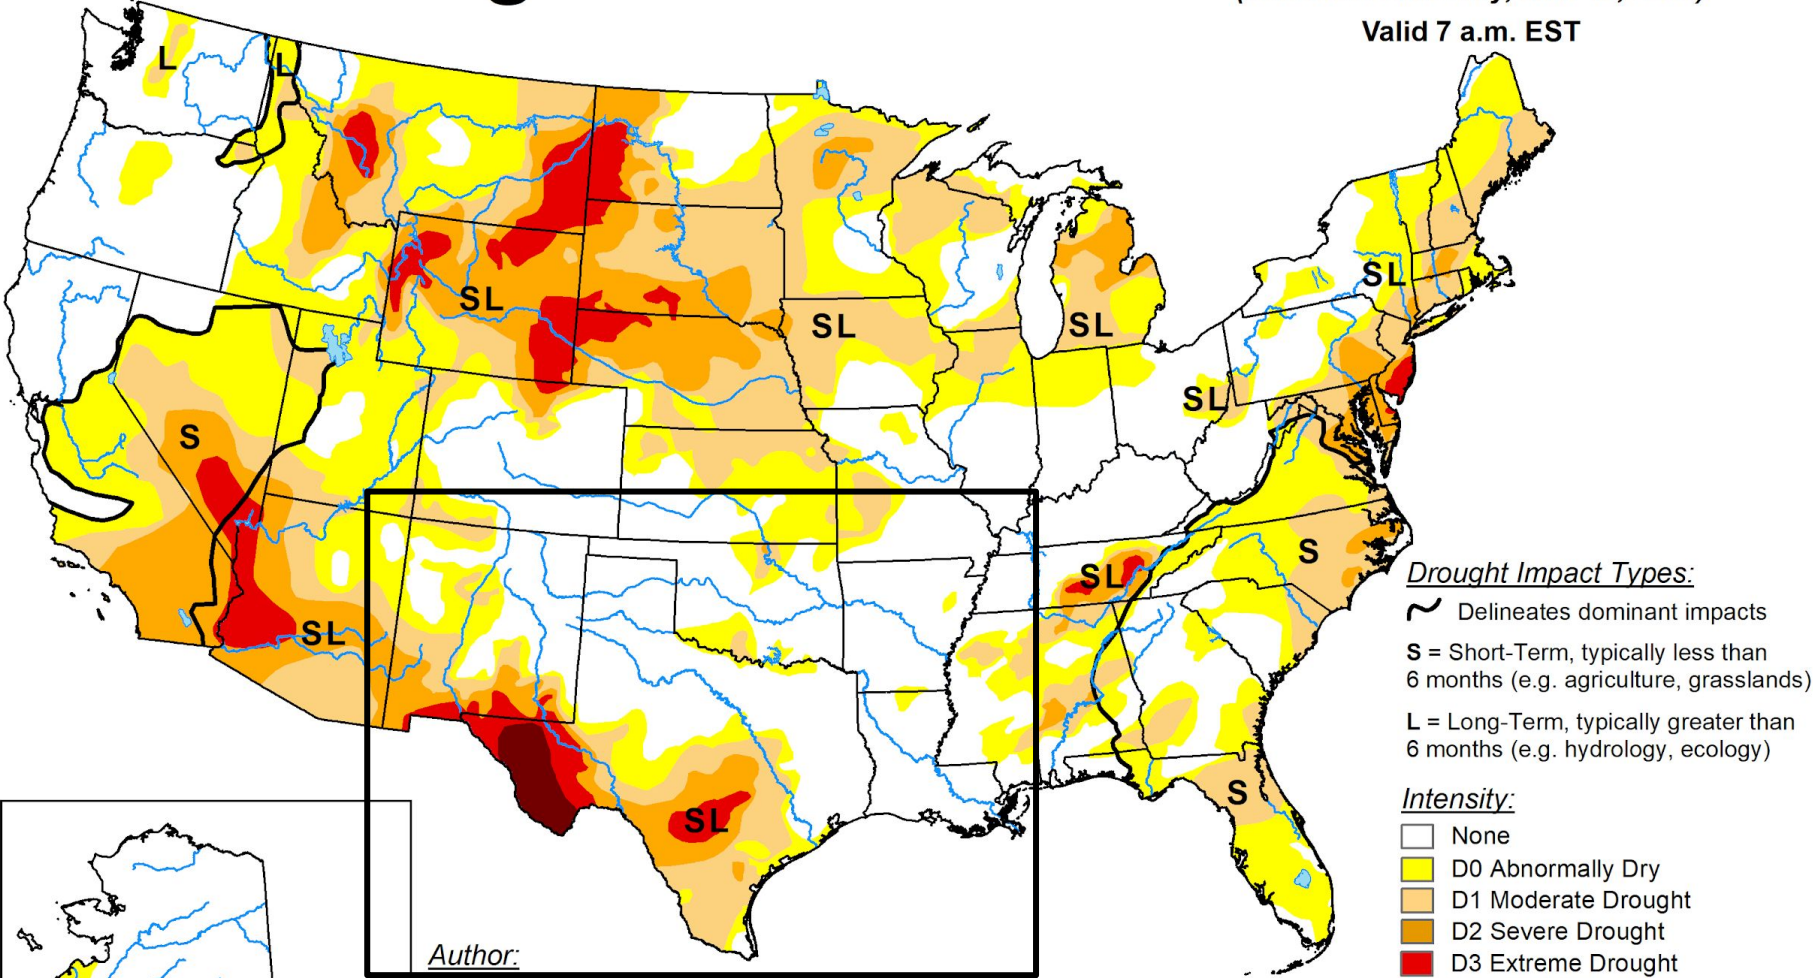 Valid 7 a.m. EST
L
L
SL
SL
SL
SL
SL
S
S
SL
SL
S
SL
S
Drought Impact Types:
Delineates dominant impacts
S = Short-Term, typically less than
6 months (e.g. agriculture, grasslands)
L = Long-Term, typically greater than
6 months (e.g. hydrology, ecology)
Intensity:
None
D0 Abnormally Dry
D1 Moderate Drought
D2 Severe Drought
D3 Extreme Drought
Author: